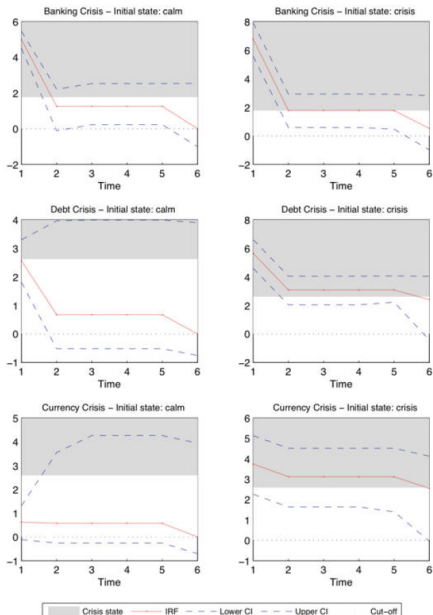 Banking Crisis − Initial state: calm
6
4
2
0
−2
1 2 3 4 5 6
Time
Banking Crisis − Initial state: crisis
8
6
4
2
0
−2
1 2 3 4 5 6
Time
Debt Crisis − Initial state: calm
4
3
2
1
0
−1
1 2 3 4 5 6
Time
Debt Crisis − Initial state: crisis
8
6
4
2
0
−2
1 2 3 4 5 6
Time
Currency Crisis − Initial state: calm
5
4
3
2
1
0
−1
1 2 3 4 5 6
Time
Currency Crisis − Initial state: crisis
6
5
4
3
2
1
0
−1
1 2 3 4 5 6
Time
Crisis state IRF Lower CI Upper CI Cut−off